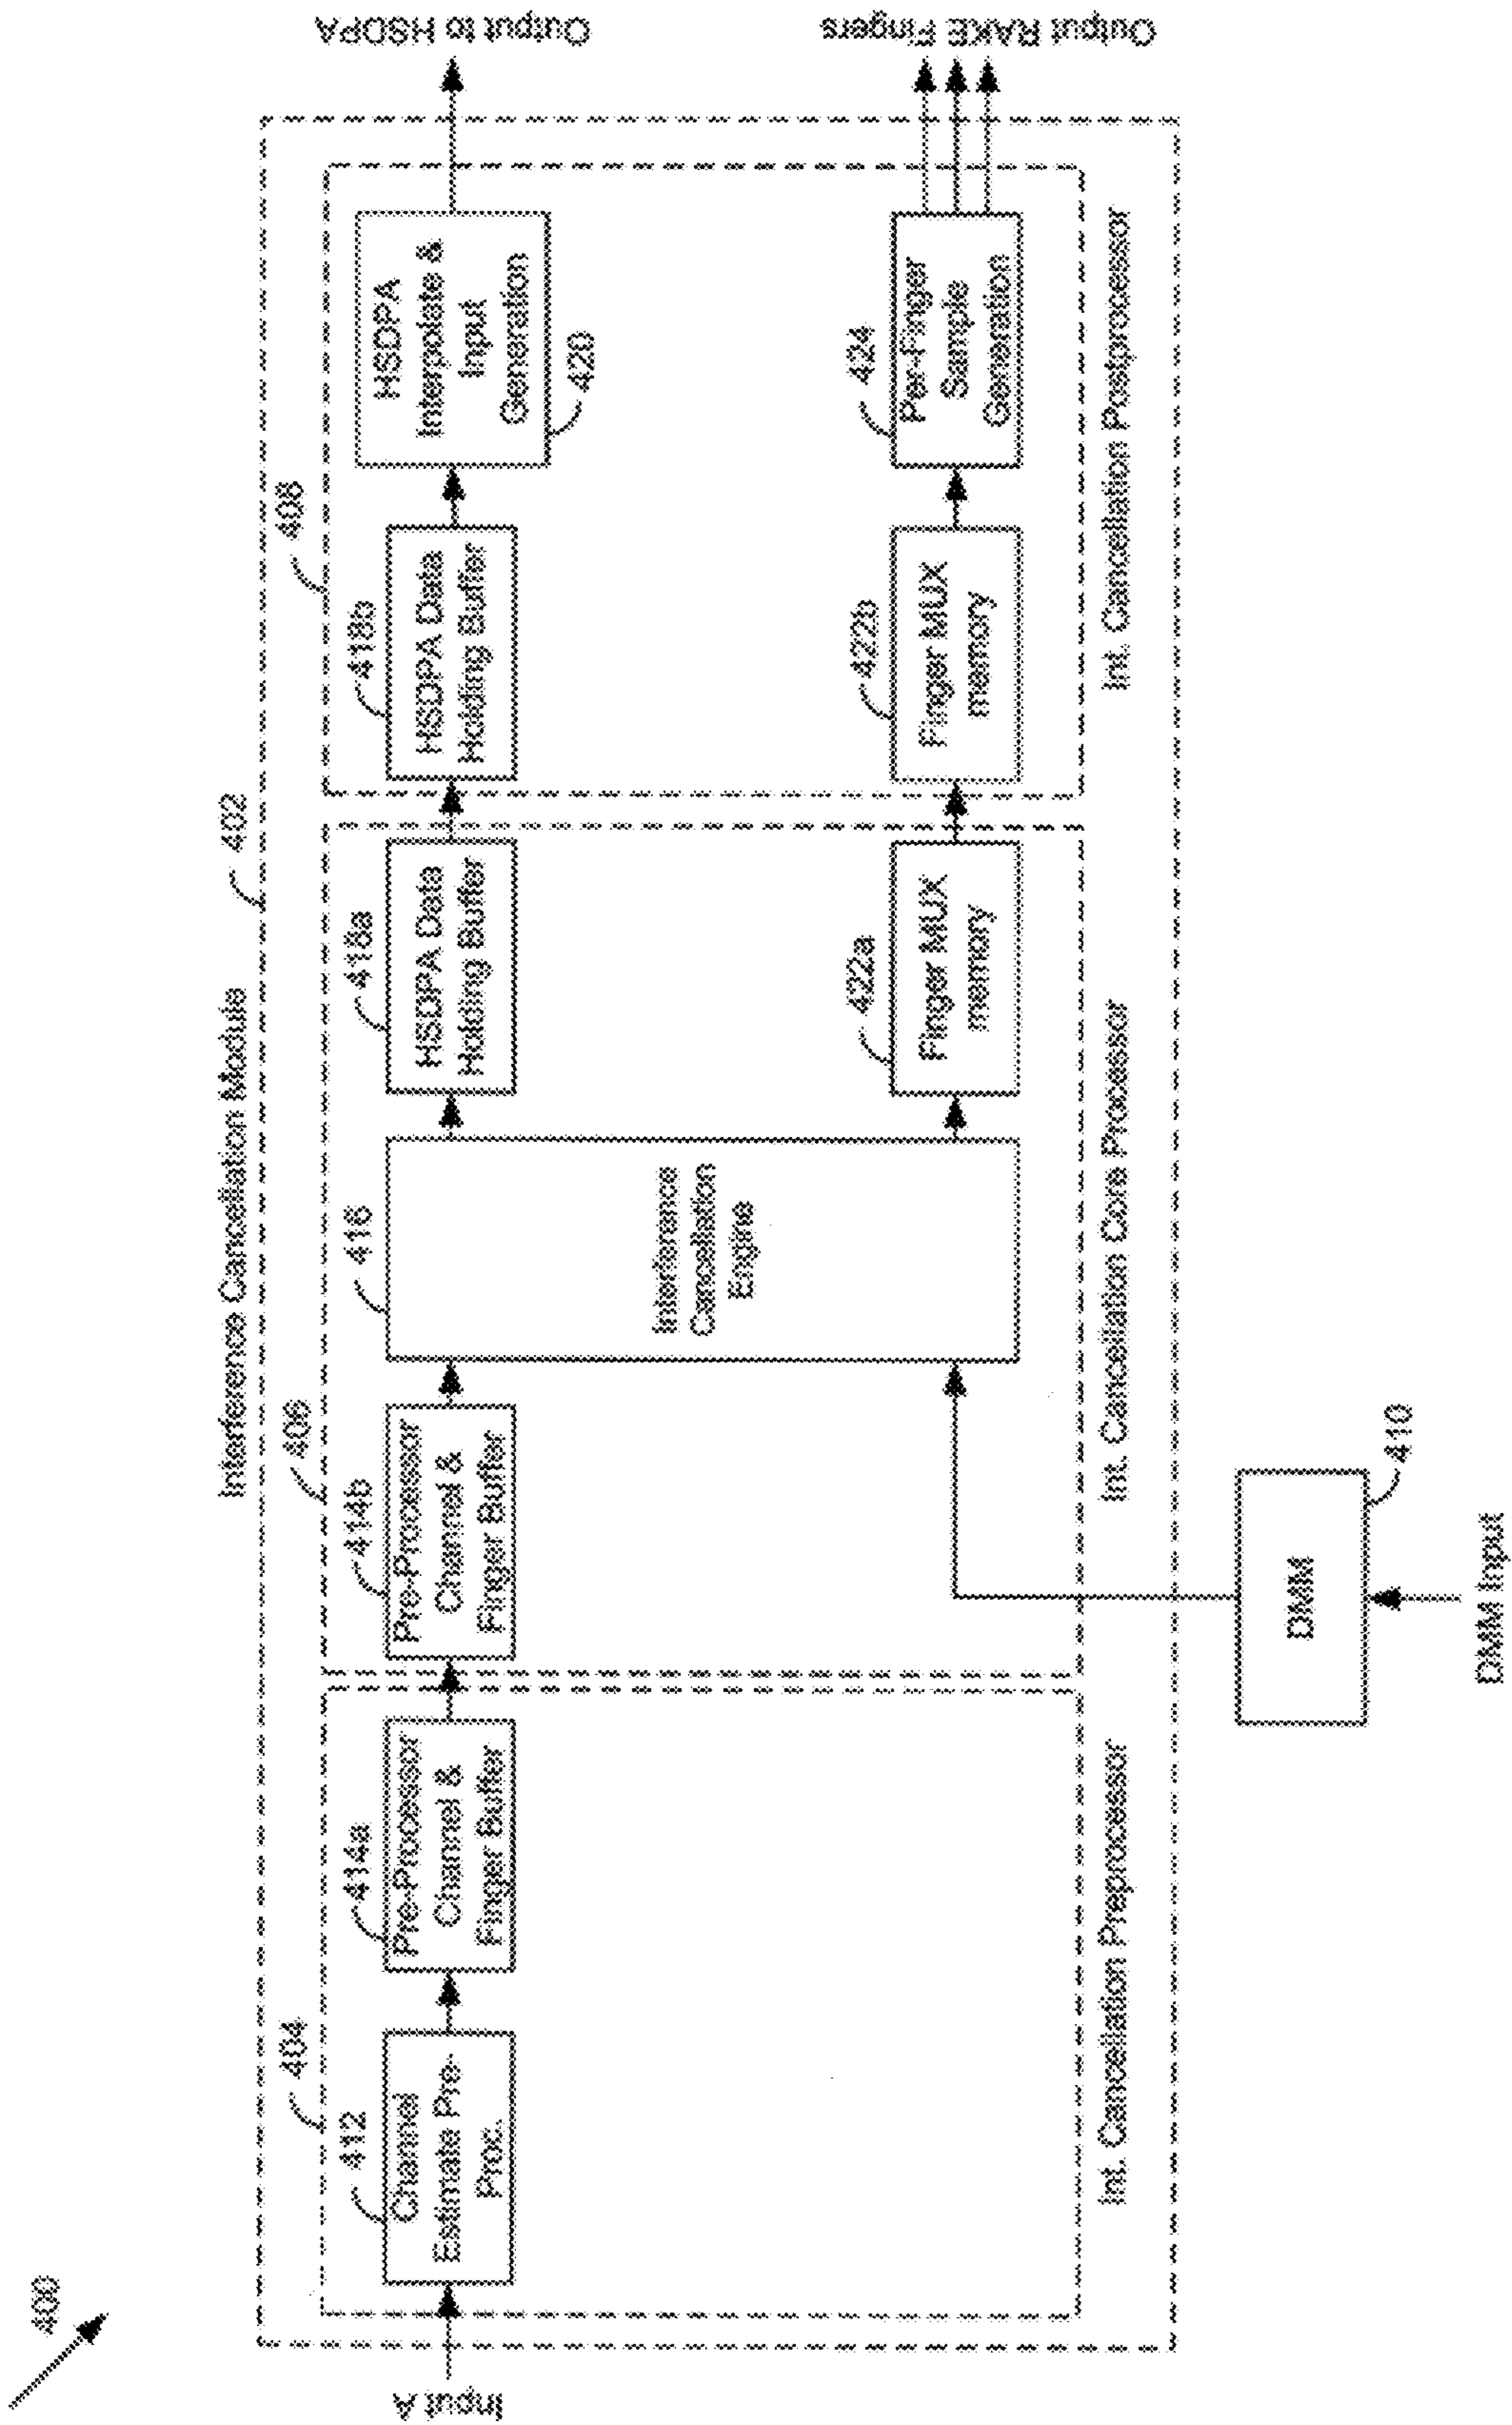 400
Interference Cancellation Module
402
404
406
408
412
Channel
Estimate Pre-
Proc.
414a
Pre-Processor
Channel &
Finger Buffer
414b
Pre-Processor
Channel &
Finger Buffer
416
Interference
Cancellation
Engine
418a
HSDPA Data
Holding Buffer
418b
HSDPA Data
Holding Buffer
HSDPA
Interpolate &
Input
Generation
420
422a
Finger MUX
memory
422b
Finger MUX
memory
424
Per-Finger
Sample
Generation
Input A
Output to HSDPA
Output RAKE Fingers
Int. Cancellation Preprocessor
Int. Cancellation Core Processor
Int. Cancellation Postprocessor
DMM
410
DMM Input